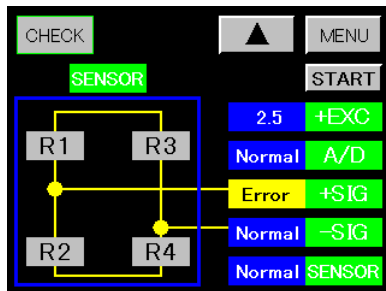 CHECK ▲ MENU
SENSOR START
2.5 +EXC
R1 R3 Normal A/D
Error +SIG
Normal -SIG
R2 R4
Normal SENSOR